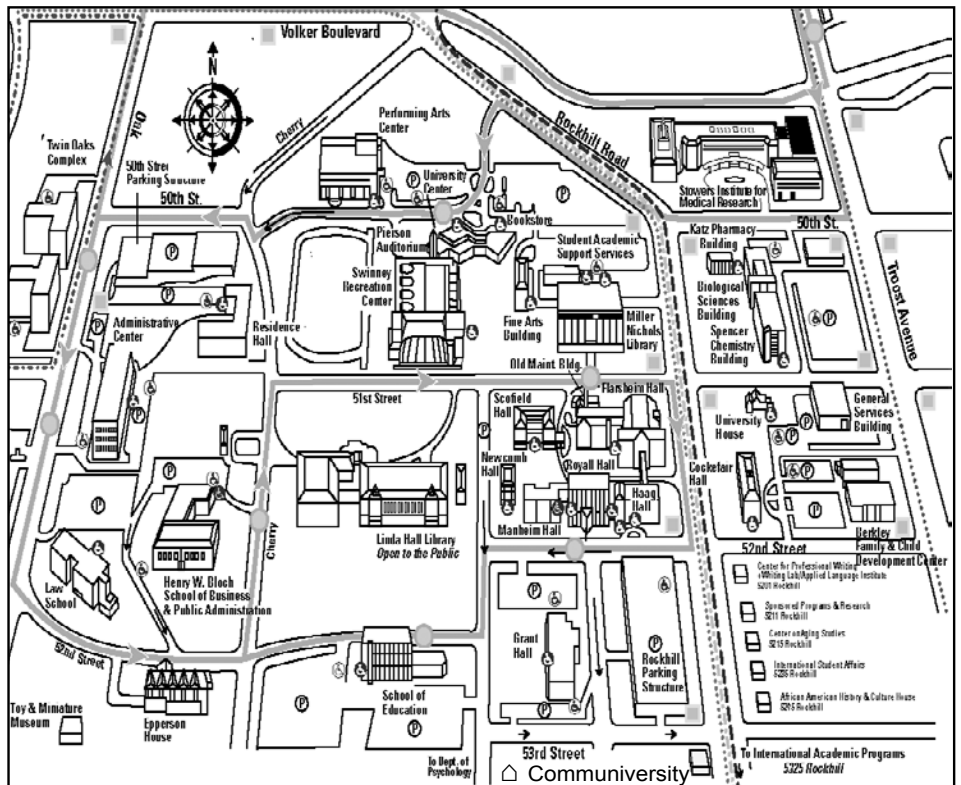 Volker Boulevard
N
Oak
Cherry
Performing Arts
Center
Rockhill Road
'Twin Oaks
Complex
50th Street
Parking Structure
50th St.
P
University
Center
Bookstore
Stowers Institute for
Medical Research
50th St.
Pierson
Auditorium
Student Academic
Support Services
Katz Pharmacy
Building
Swinney
Recreation
Center
Biological
Sciences
Building
Troost Avenue
Administrative
Center
Residence
Hall
Fine Arts
Building
Miller
Nichols
Library
Spencer
Chemistry
Building
Old Maint. Bldg.
51st Street
Scofield
Hall
Flarsheim Hall
University
House
General
Services
Building
Newcomb
Hall
Royall Hall
Cockefair
Hall
Haag
Hall
Manheim Hall
Cherry
Linda Hall Library
Open to the Public
52nd Street
Berkley
Family & Child
Development Center
Law
School
Henry W. Bloch
School of Business
& Public Administration
Center for Professional Writing
Writing Lab/Applied Language Institute
5201 Rockhill
Sponsored Programs & Research
5211 Rockhill
Grant
Hall
Center on Aging Studies
5215 Rockhill
52nd Street
Rockhill
Parking
Structure
International Student Affairs
5235 Rockhill
School of
Education
African American History & Culture House
Rockhill
Toy & Miniature
Museum
Epperson
House
53rd Street
To Dept. of
Psychology
To International Academic Programs
5325 Rockhill
Communiversity